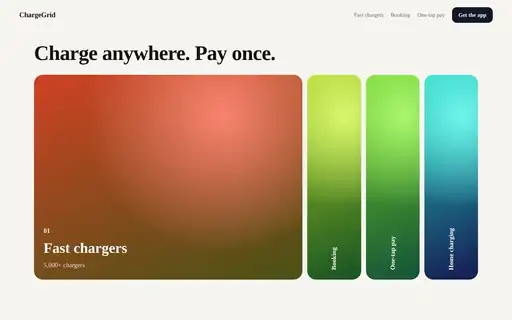 ChargeGrid
Fast chargers
Booking
One-tap pay
Get the app
Charge anywhere. Pay once.
01
Fast chargers
5,000+ chargers
Booking
One-tap pay
Home charging